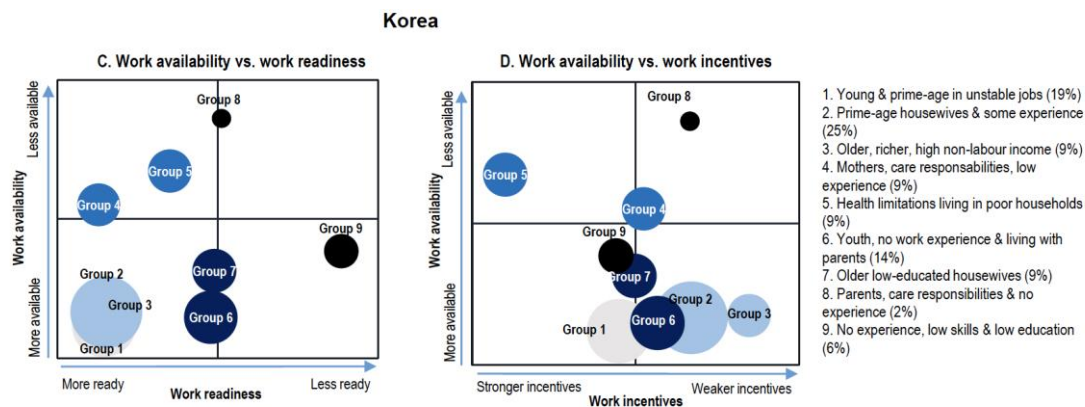 Korea
C. Work availability vs. work readiness
Less available
Work availability
More available
Group 8
Group 5
Group 4
Group 9
Group 7
Group 2
Group 3
Group 6
Group 1
More ready
Less ready
Work readiness
D. Work availability vs. work incentives
Less available
Work availability
More available
Group 8
Group 5
Group 4
Group 9
Group 7
Group 2
Group 3
Group 6
Group 1
Stronger incentives
Weaker incentives
Work incentives
1. Young & prime-age in unstable jobs (19%)
2. Prime-age housewives & some experience
(25%)
3. Older, richer, high non-labour income (9%)
4. Mothers, care responsabilities, low
experience (9%)
5. Health limitations living in poor households
(9%)
6. Youth, no work experience & living with
parents (14%)
7. Older low-educated housewives (9%)
8. Parents, care responsibilities & no
experience (2%)
9. No experience, low skills & low education
(6%)